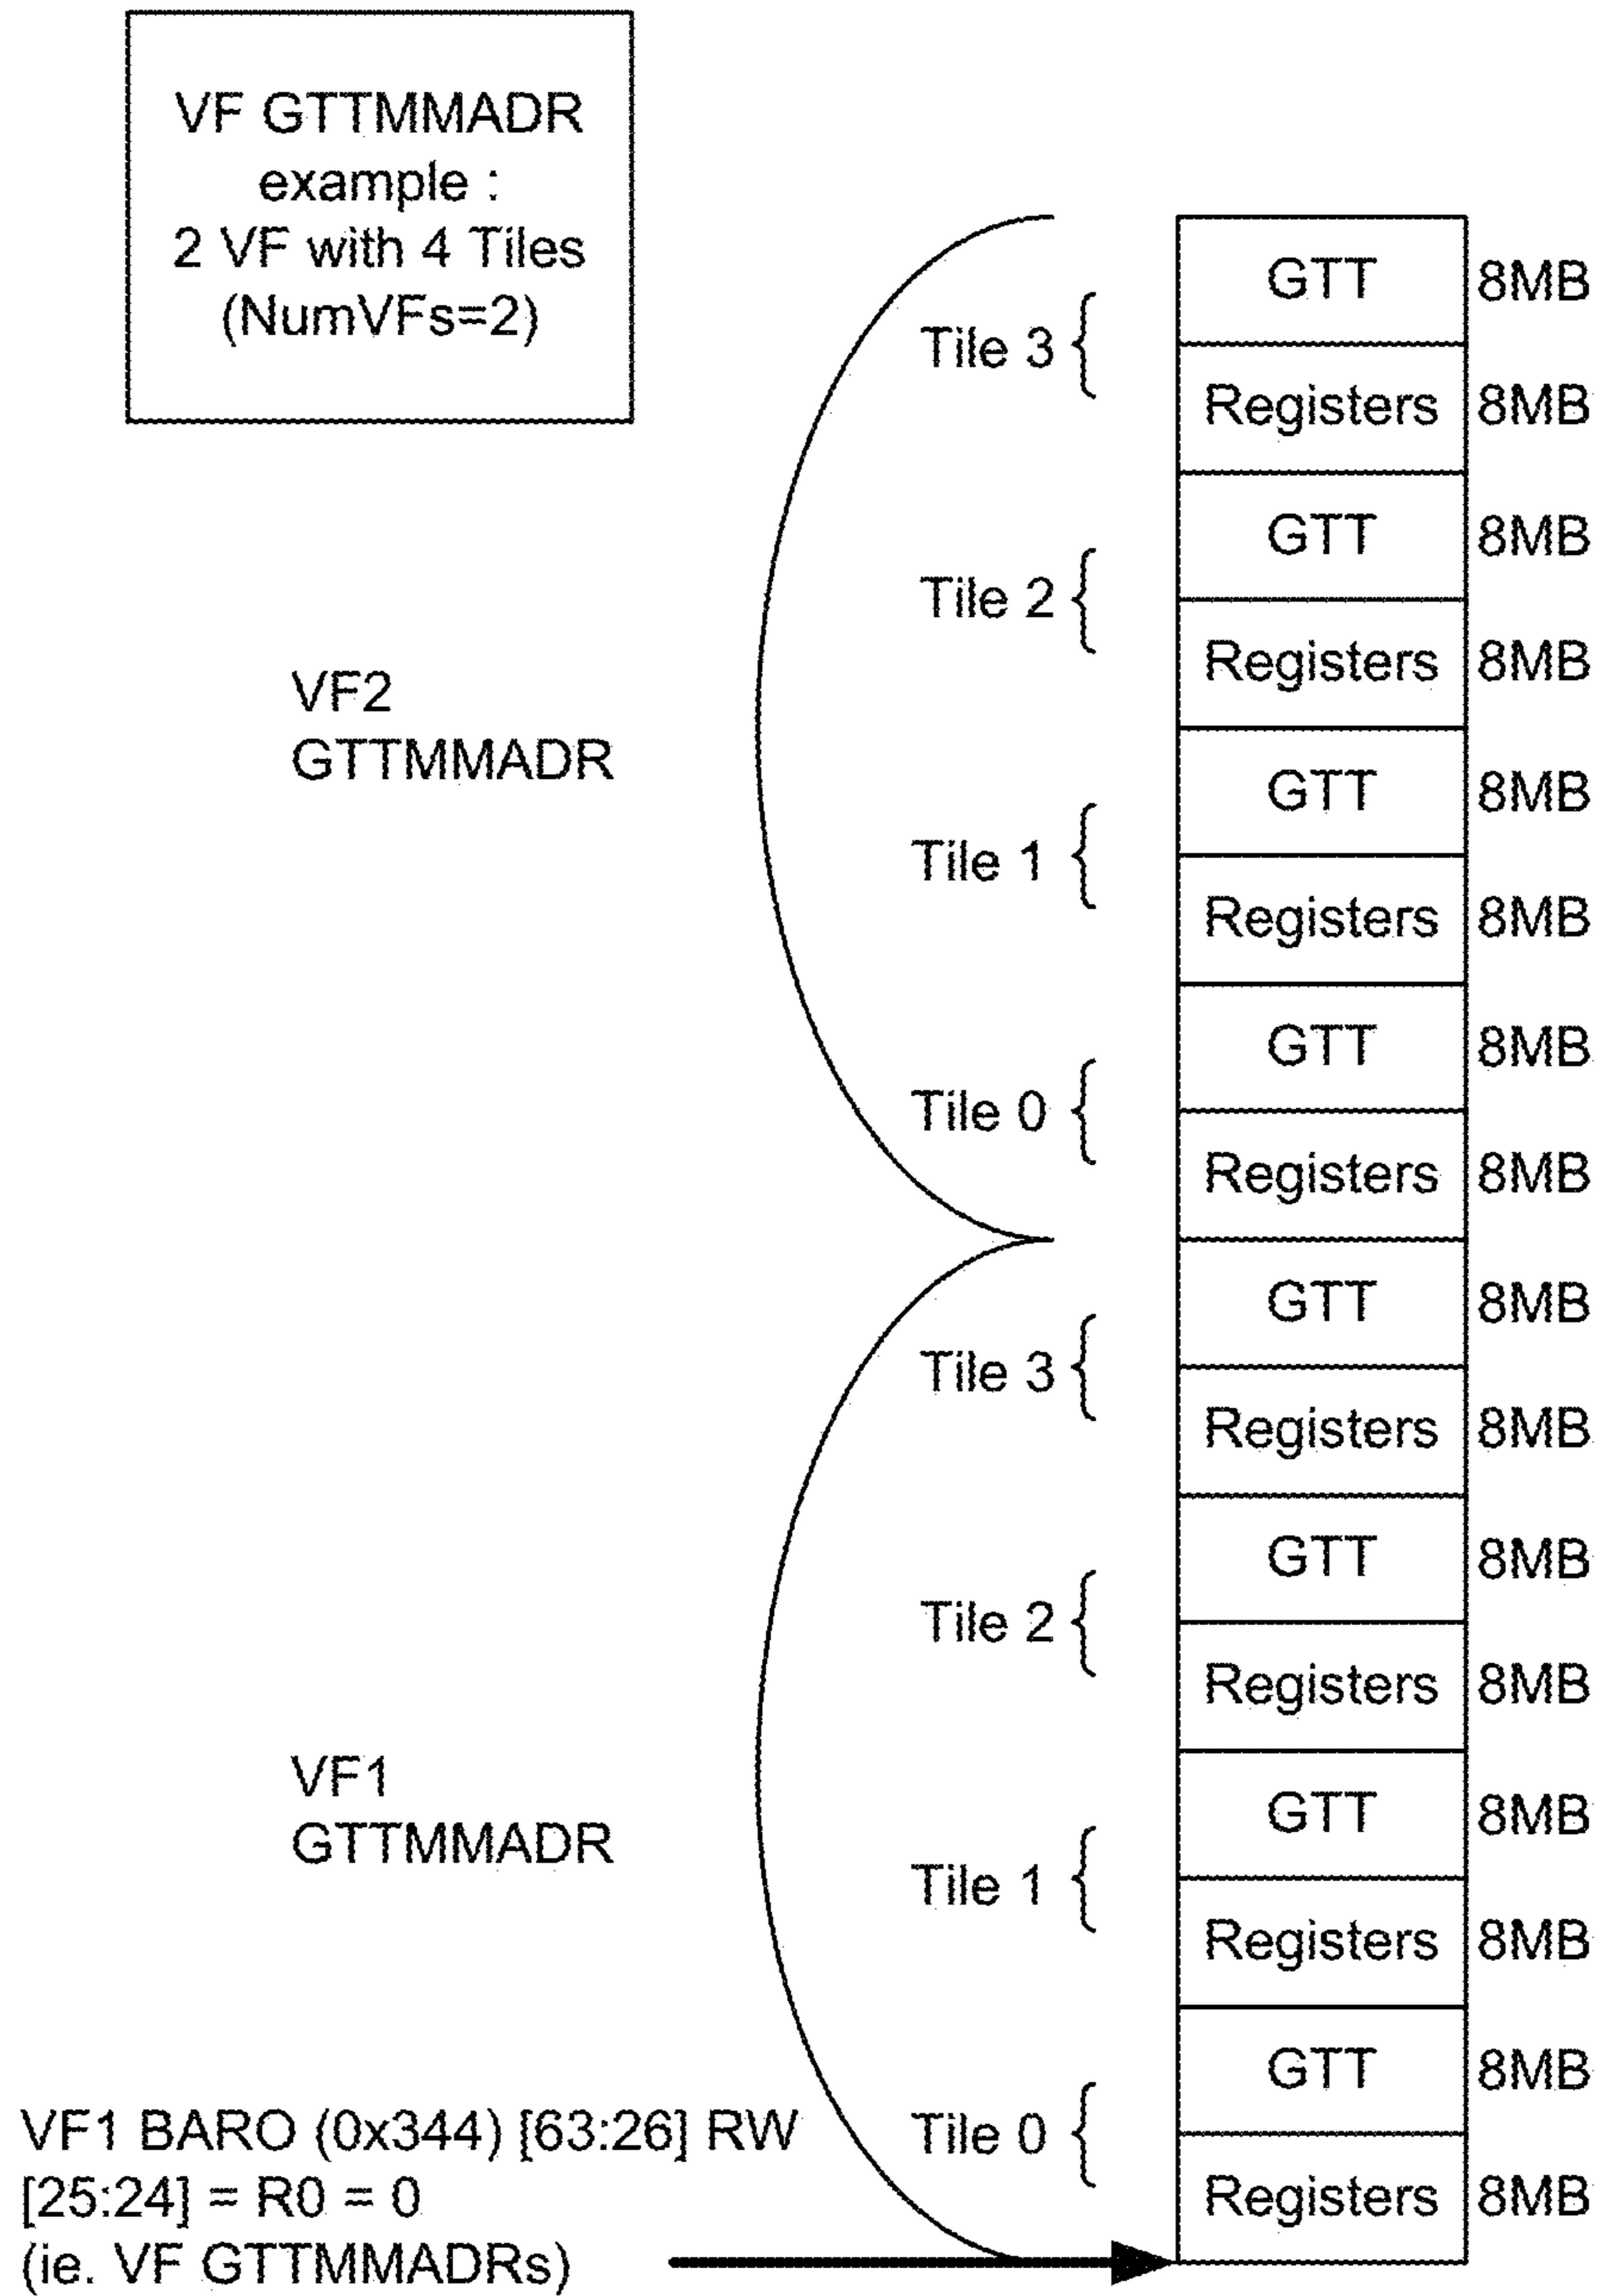 VF GTTMMADR
example :
2 VF with 4 Tiles
(NumVFs=2)
GTT 8MB
Tile 3
Registers 8MB
GTT 8MB
Tile 2
Registers 8MB
VF2
GTTMMADR
GTT 8MB
Tile 1
Registers 8MB
GTT 8MB
Tile 0
Registers 8MB
GTT 8MB
Tile 3
Registers 8MB
GTT 8MB
Tile 2
Registers 8MB
VF1
GTTMMADR
GTT 8MB
Tile 1
Registers 8MB
GTT 8MB
Tile 0
Registers 8MB
VF1 BARO (0x344) [63:26] RW
[25:24] = R0 = 0
(ie. VF GTTMMADRs)